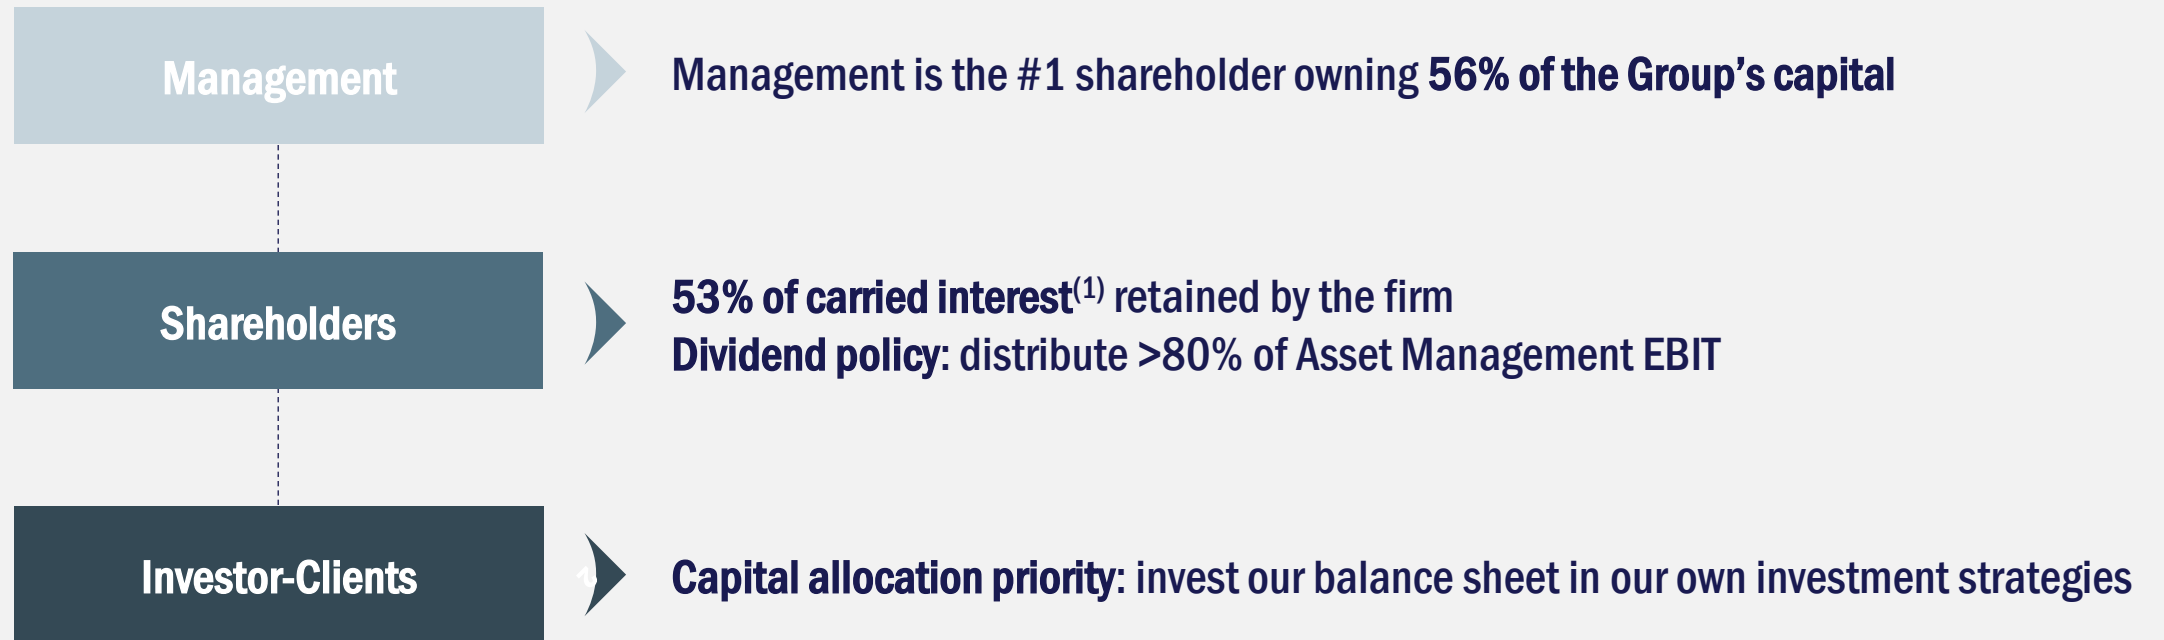 Management
Management is the #1 shareholder owning 56% of the Group’s capital
Shareholders
53% of carried interest(1) retained by the firm
Dividend policy: distribute >80% of Asset Management EBIT
Investor-Clients
Capital allocation priority: invest our balance sheet in our own investment strategies